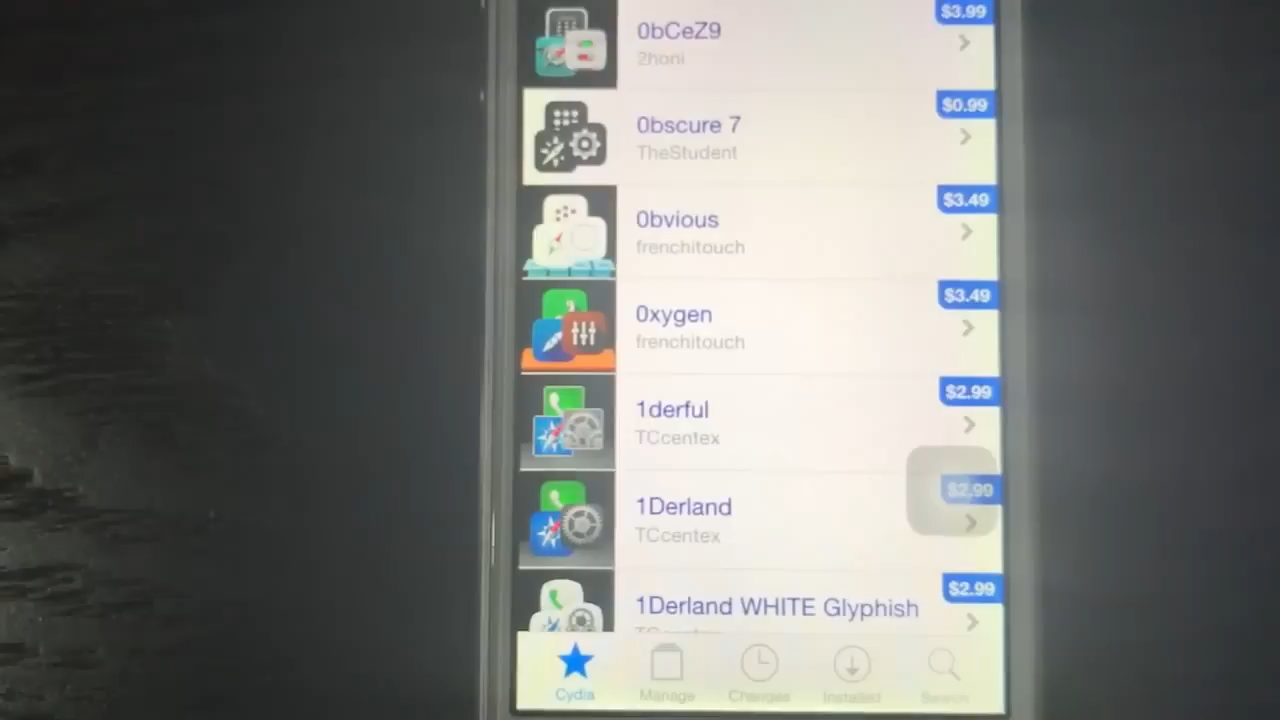 $3.99
0bCeZ9
2honi
$0.99
0bscure 7
TheStudent
$3.49
0bvious
frenchitouch
$3.49
0xygen
frenchitouch
$2.99
1derful
TCcentex
$2.99
1Derland
TCcentex
$2.99
1Derland WHITE Glyphish
Cydia
Manage
Changes
Installed
Search